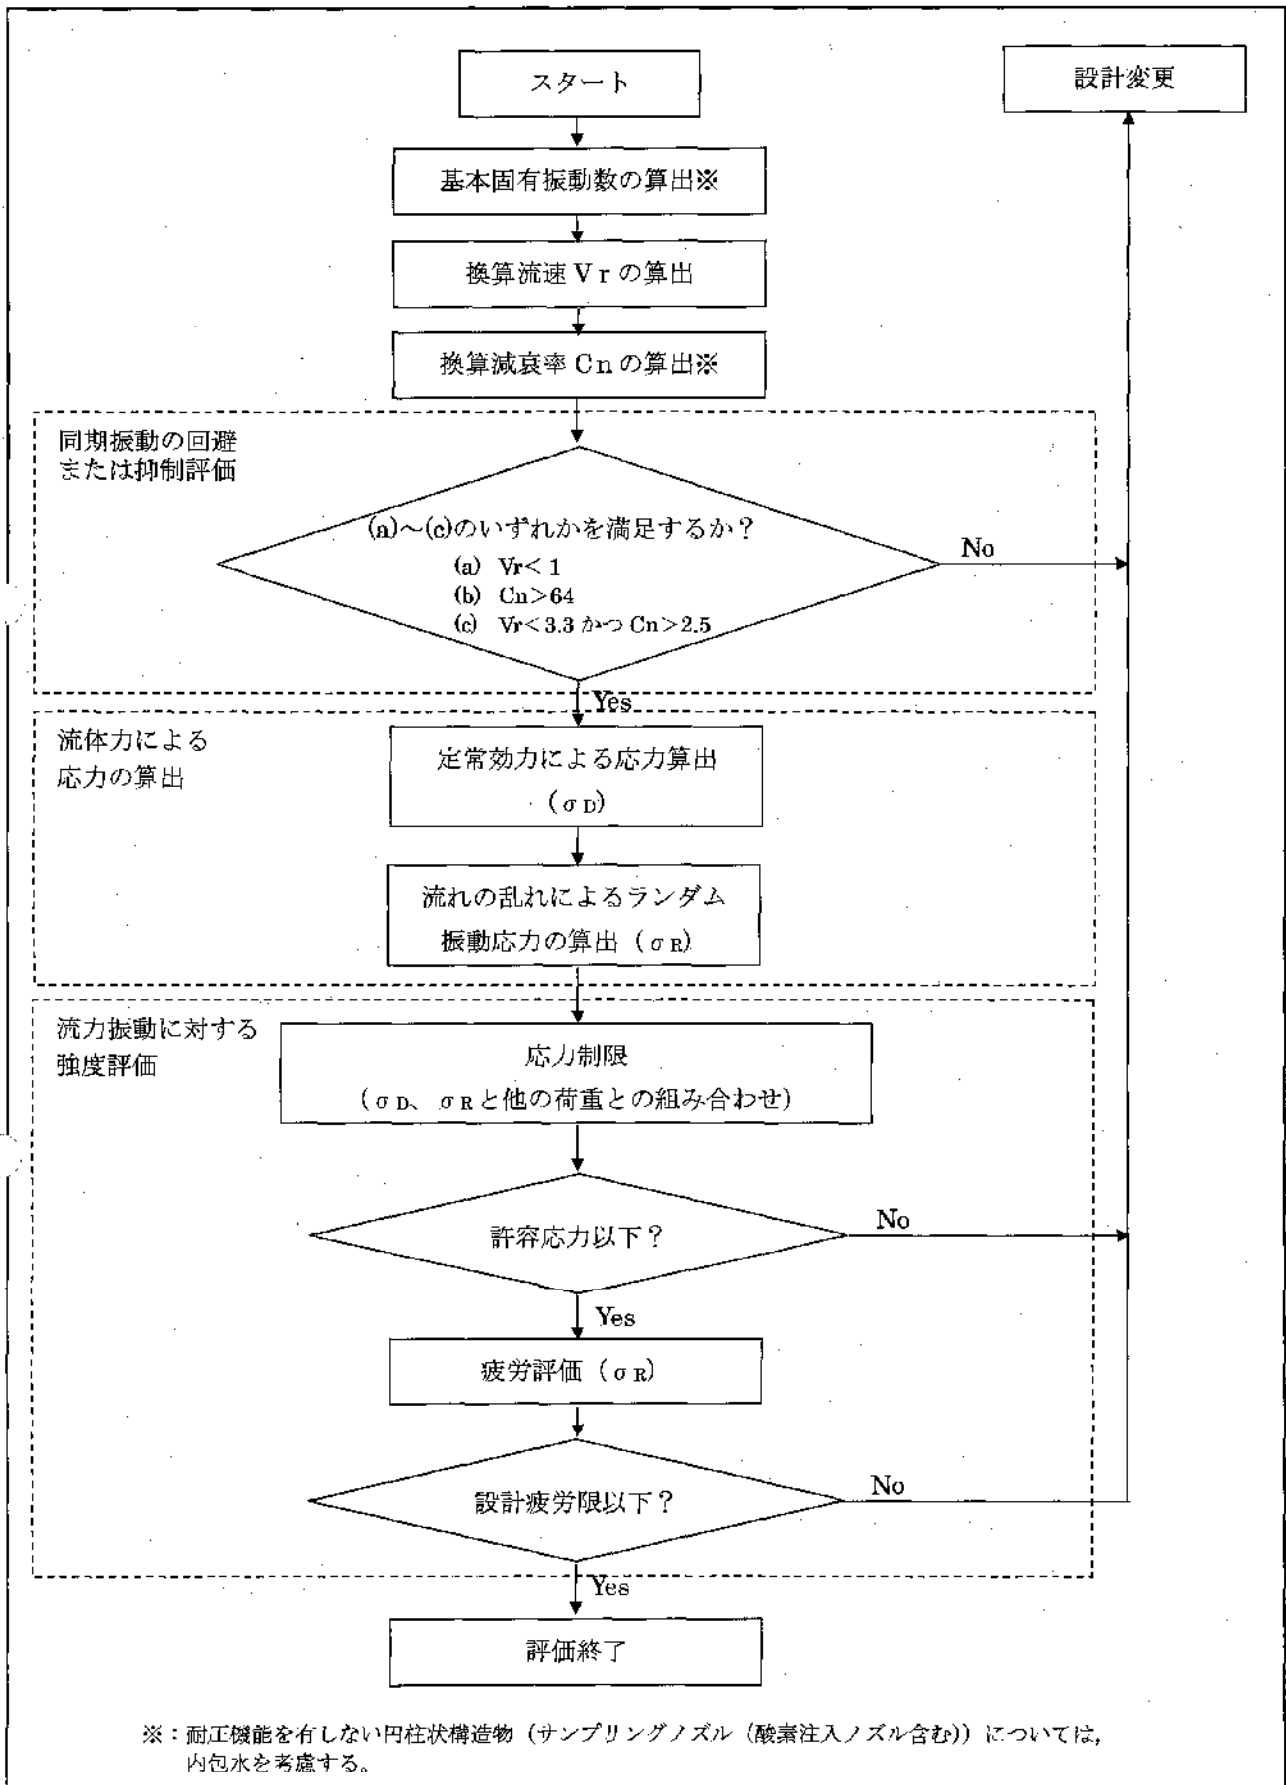 スタート
設計変更
基本固有振動数の算出※
換算流速Vrの算出
換算減衰率Cnの算出※
同期振動の回避
または抑制評価
(a)～(c)のいずれかを満足するか？
(a) Vr＜1
(b) Cn＞64
(c) Vr＜3.3 かつ Cn＞2.5
No
Yes
流体力による
応力の算出
定常効力による応力算出
(σD)
流れの乱れによるランダム
振動応力の算出 (σR)
流力振動に対する
強度評価
応力制限
(σD、σRと他の荷重との組み合わせ)
許容応力以下？
No
Yes
疲労評価 (σR)
設計疲労限以下？
No
Yes
評価終了
※：耐圧機能を有しない円柱状構造物（サンプリングノズル（酸素注入ノズル含む））については，
内包水を考慮する。